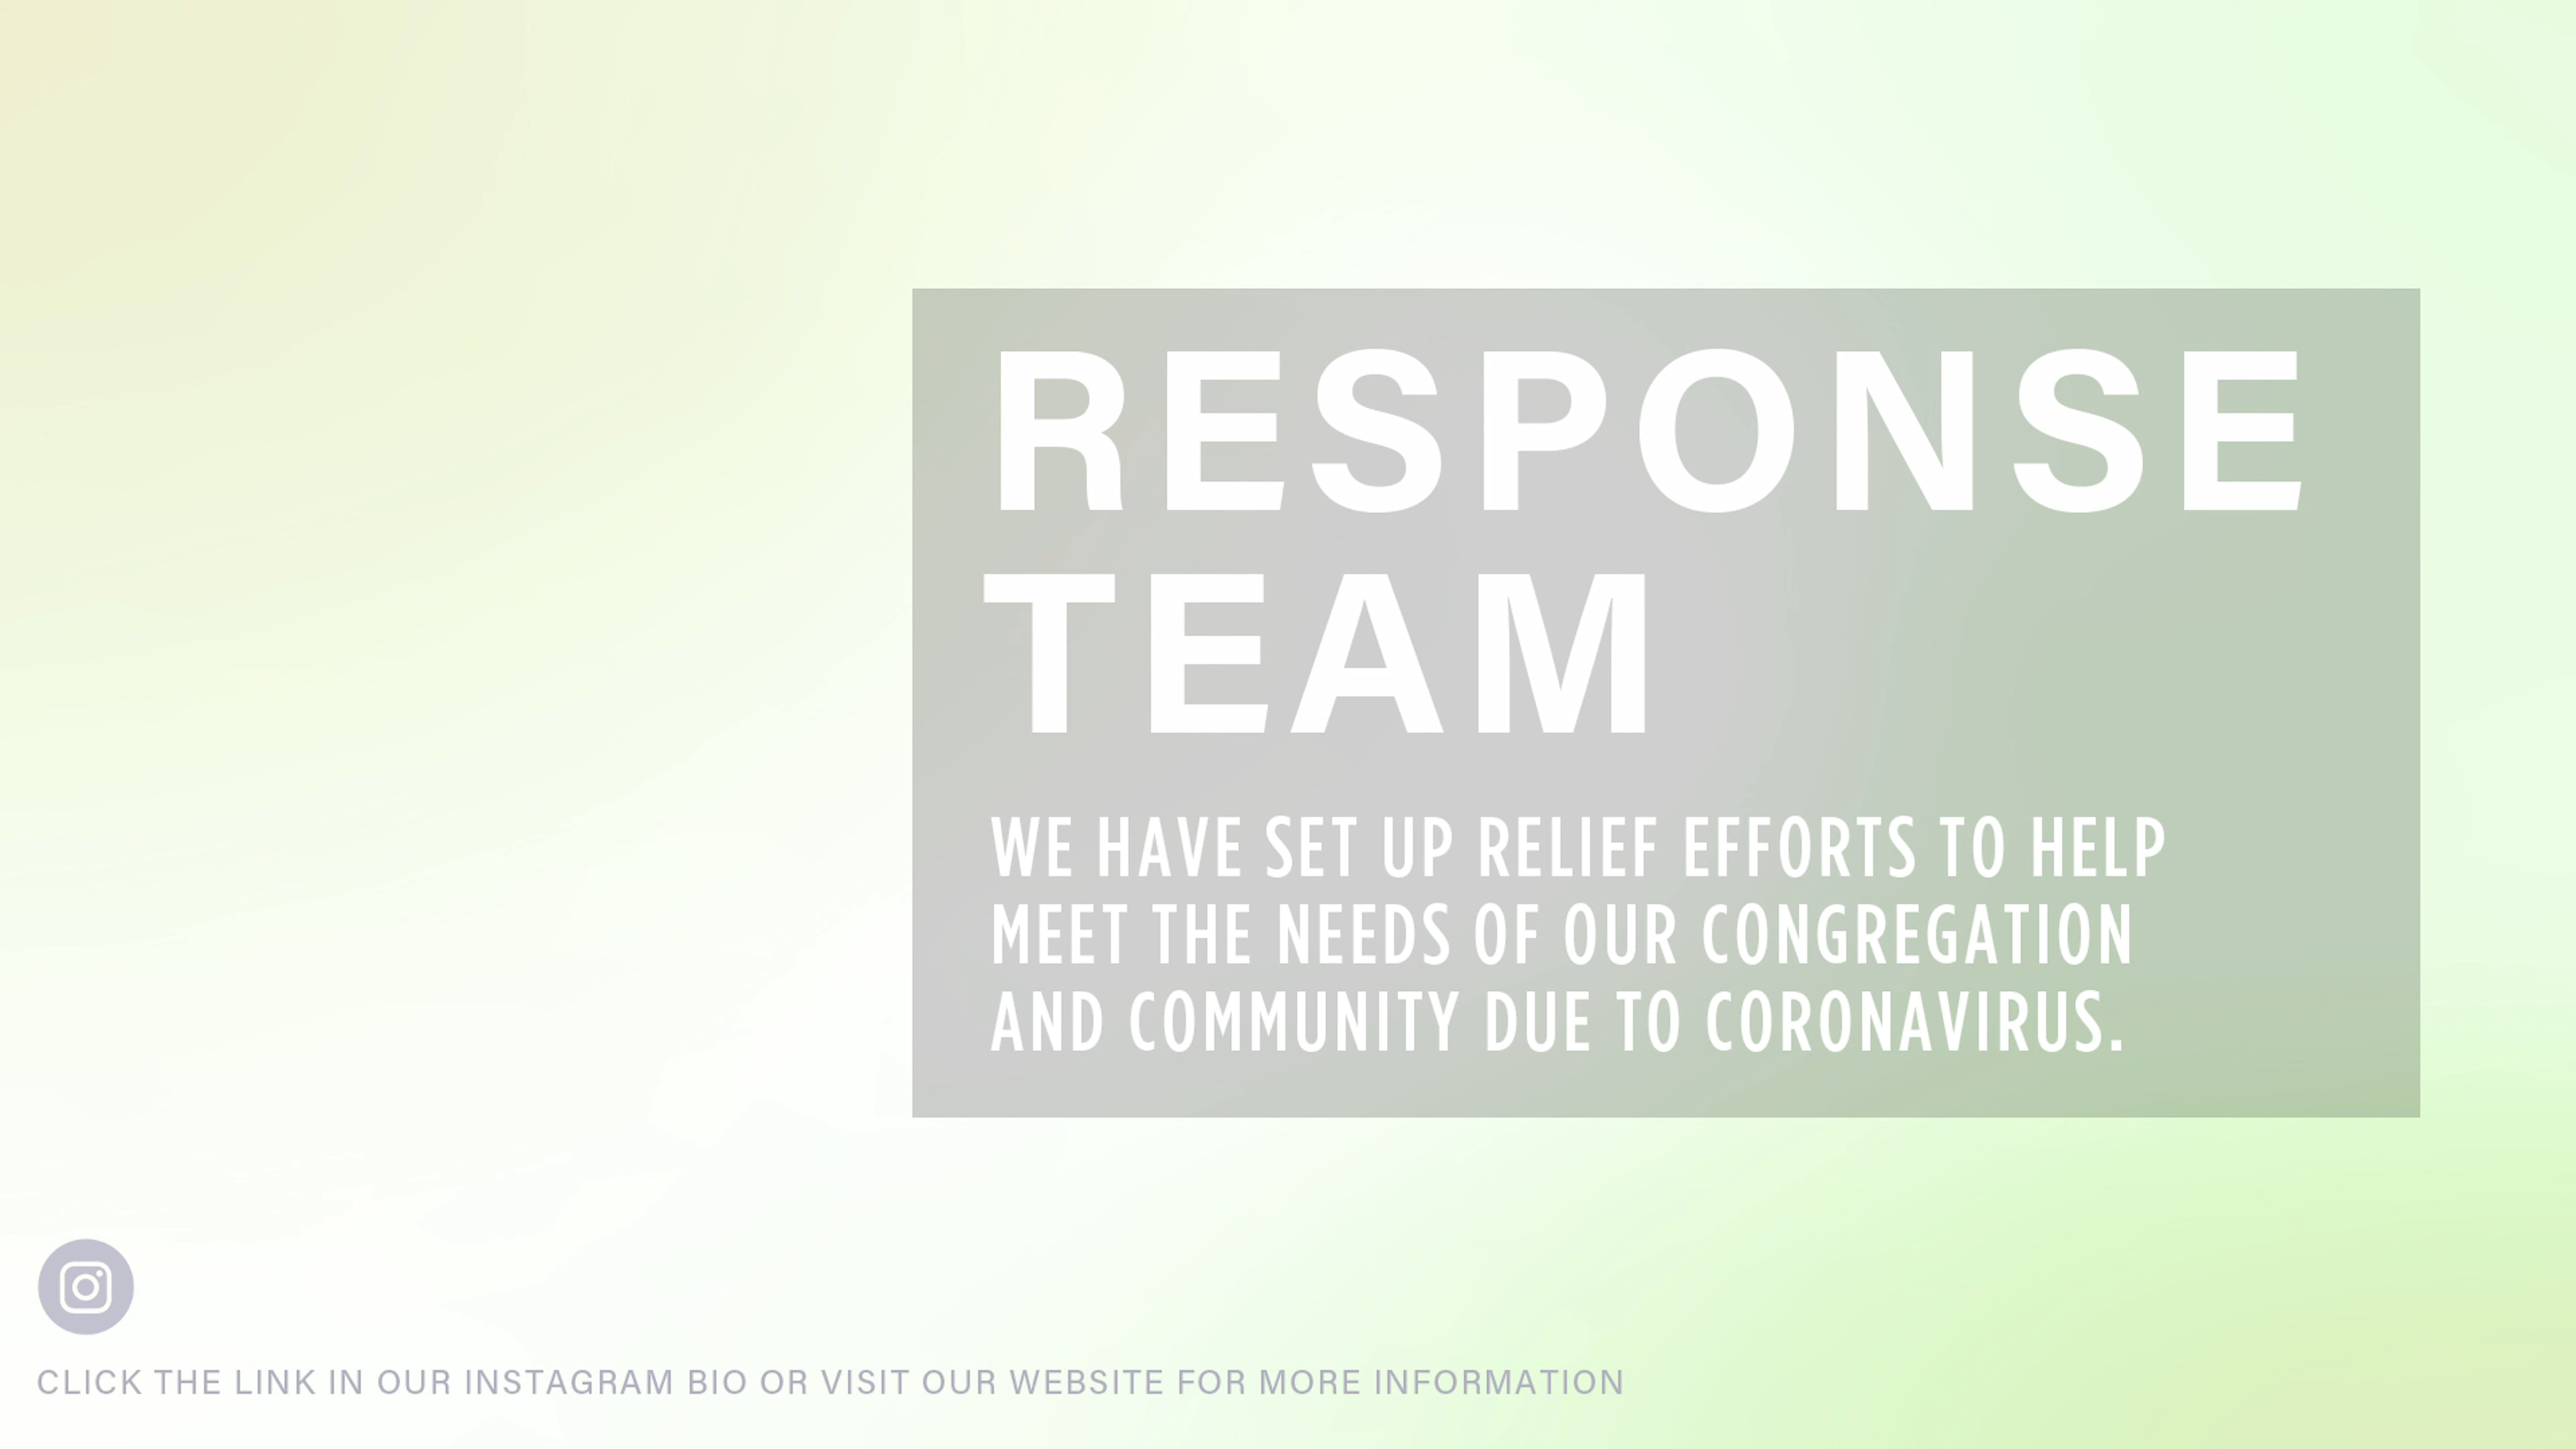 RESPONSE
TEAM
WE HAVE SET UP RELIEF EFFORTS TO HELP
MEET THE NEEDS OF OUR CONGREGATION
AND COMMUNITY DUE TO CORONAVIRUS.
CLICK THE LINK IN OUR INSTAGRAM BIO OR VISIT OUR WEBSITE FOR MORE INFORMATION